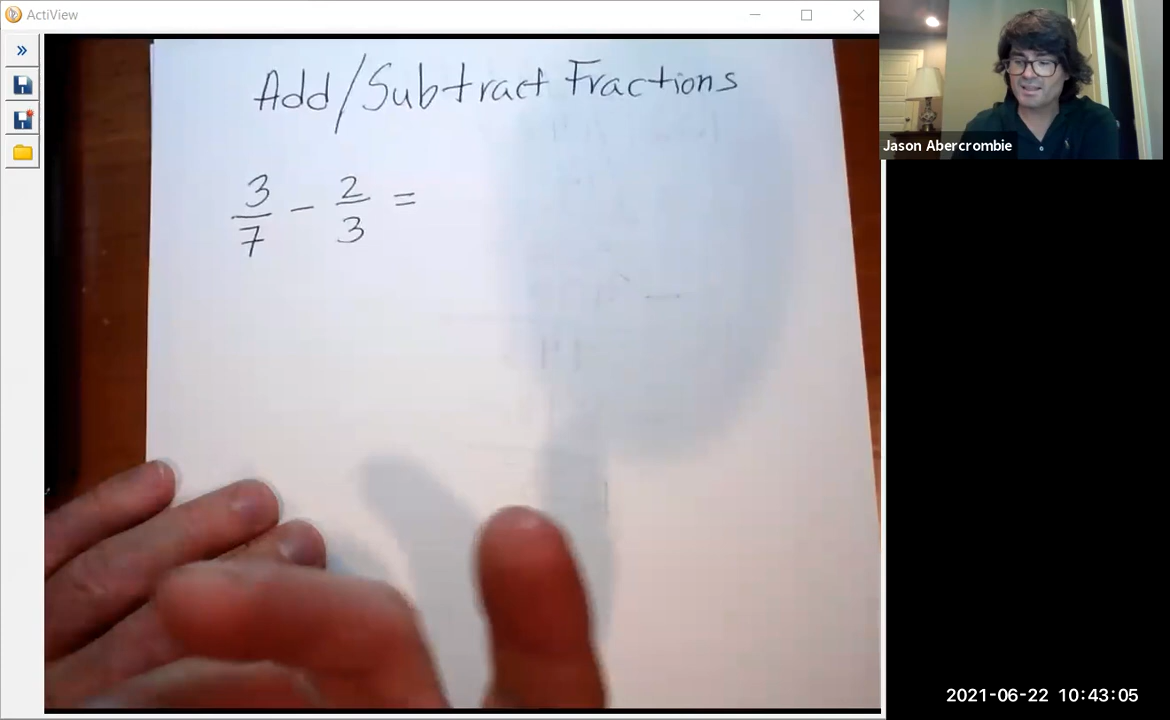 ActiView
Add/Subtract Fractions
3/7 - 2/3 =
Jason Abercrombie
2021-06-22 10:43:05